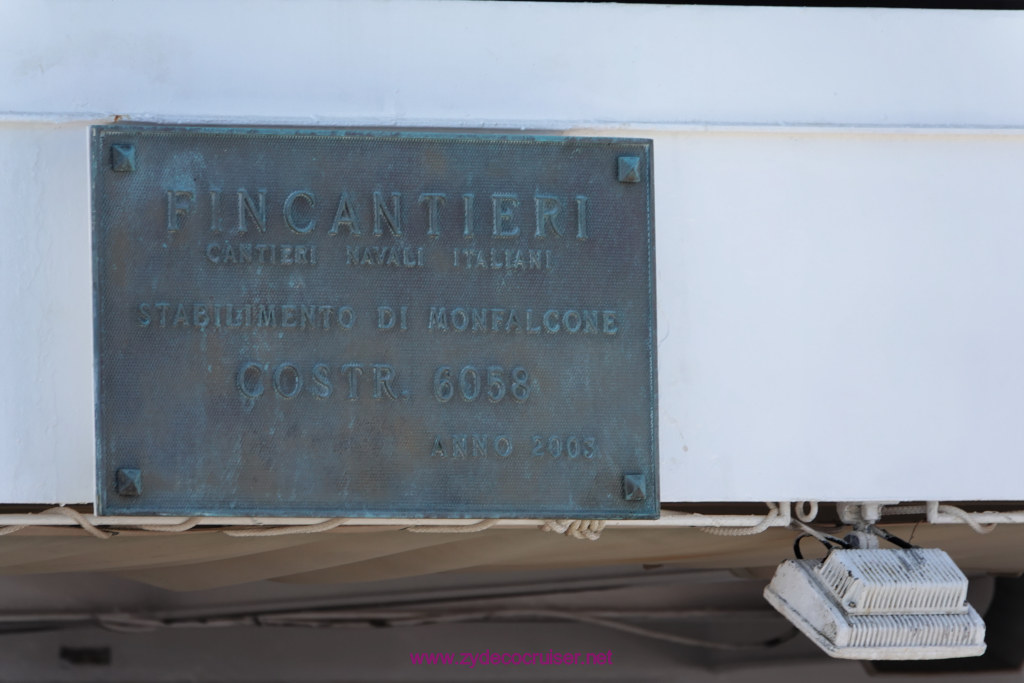 FINCANTIERI
CANTIERI NAVALI ITALIANI
STABILIMENTO DI MONFALCONE
COSTR. 6058
ANNO 2003
www.zydecocruiser.net